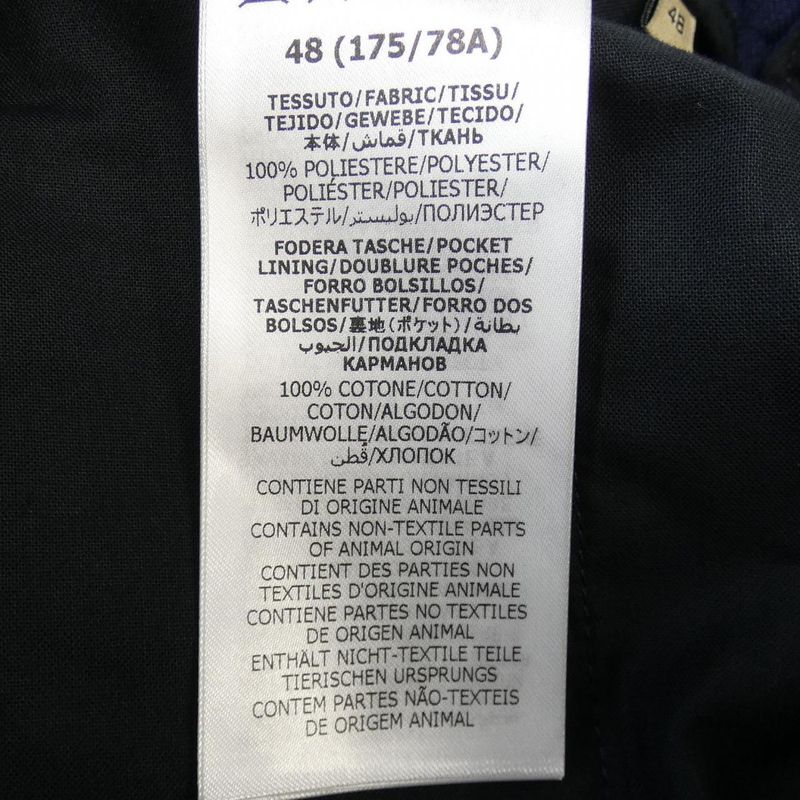 48
48 (175/78A)
TESSUTO/FABRIC/TISSU/
TEJIDO/GEWEBE/TECIDO/
本体/قماش/ТКАНЬ
100% POLIESTERE/POLYESTER/
POLIÉSTER/POLIESTER/
ポリエステル/بوليستر/ПОЛИЭСТЕР
FODERA TASCHE/POCKET
LINING/DOUBLURE POCHES/
FORRO BOLSILLOS/
TASCHENFUTTER/FORRO DOS
BOLSOS/裏地(ポケット)/بطانة
الجيوب/ПОДКЛАДКА
КАРМАНОВ
100% COTONE/COTTON/
COTON/ALGODON/
BAUMWOLLE/ALGODÃO/コットン/
قُطن/ХЛОПОК
CONTIENE PARTI NON TESSILI
DI ORIGINE ANIMALE
CONTAINS NON-TEXTILE PARTS
OF ANIMAL ORIGIN
CONTIENT DES PARTIES NON
TEXTILES D'ORIGINE ANIMALE
CONTIENE PARTES NO TEXTILES
DE ORIGEN ANIMAL
ENTHÄLT NICHT-TEXTILE TEILE
TIERISCHEN URSPRUNGS
CONTEM PARTES NÃO-TEXTEIS
DE ORIGEM ANIMAL